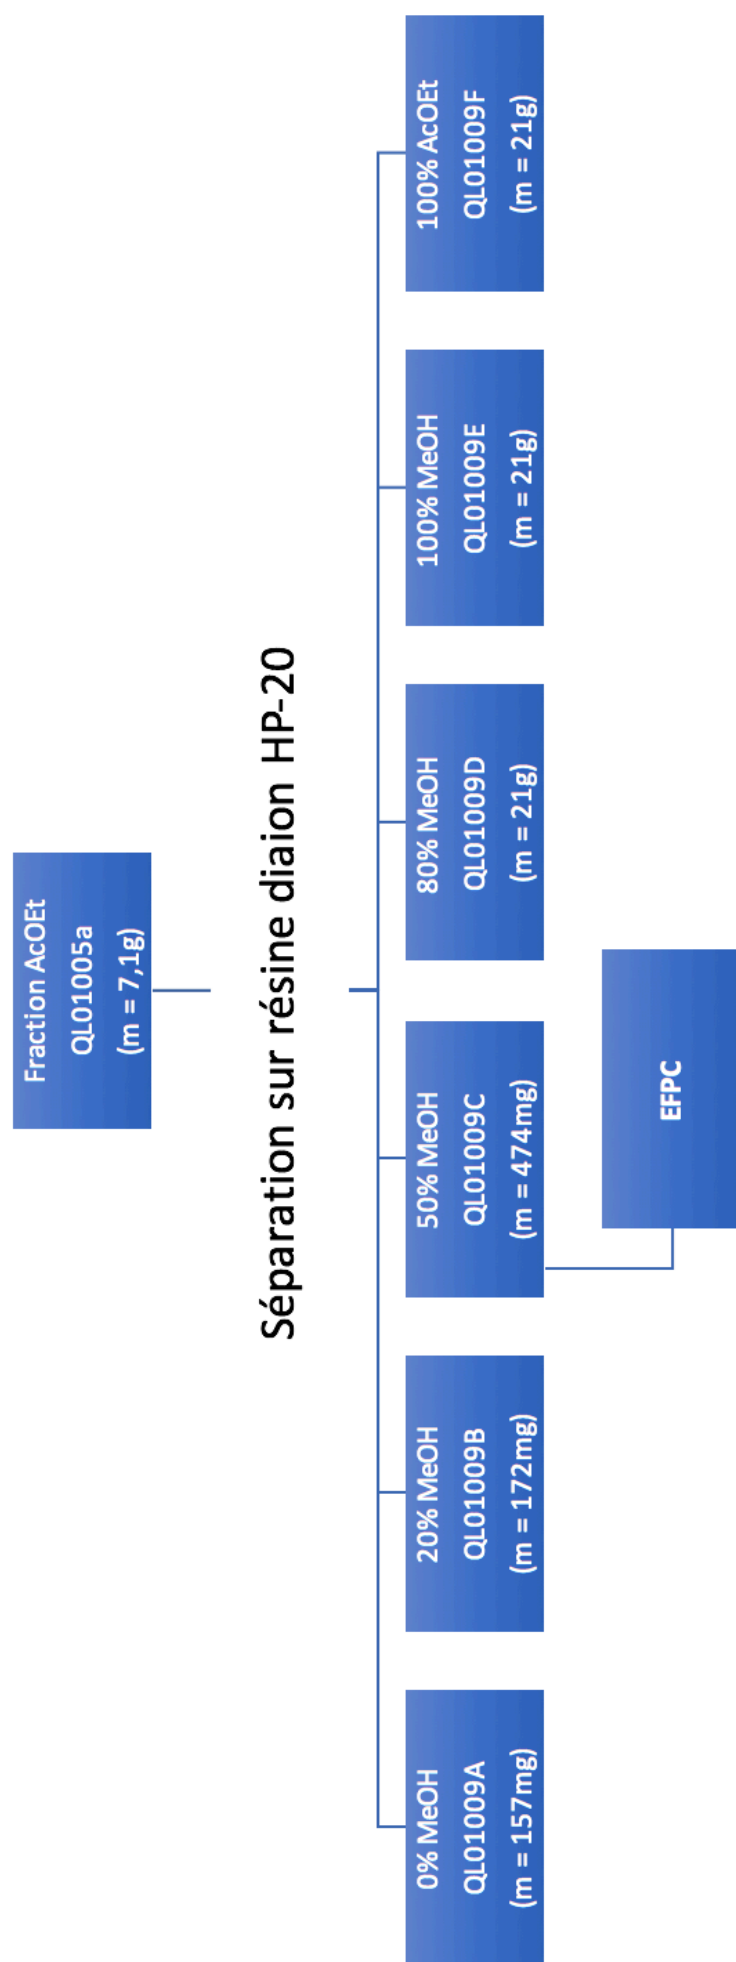 Fraction AcOEt
QL01005a
(m = 7,1g)
Séparation sur résine diaion HP-20
0% MeOH
QL01009A
(m = 157mg)
20% MeOH
QL01009B
(m = 172mg)
50% MeOH
QL01009C
(m = 474mg)
80% MeOH
QL01009D
(m = 21g)
100% MeOH
QL01009E
(m = 21g)
100% AcOEt
QL01009F
(m = 21g)
EFPC